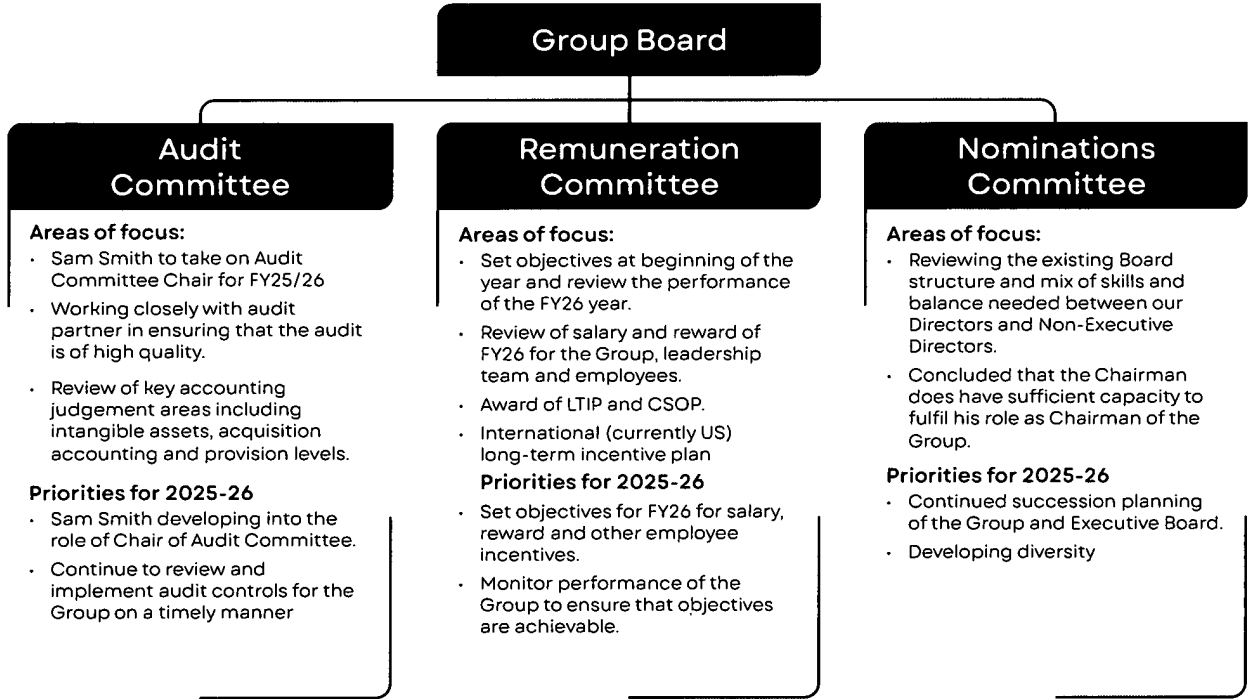 Group Board
Audit
Committee
Areas of focus:
· Sam Smith to take on Audit
Committee Chair for FY25/26
· Working closely with audit
partner in ensuring that the audit
is of high quality.
· Review of key accounting
judgement areas including
intangible assets, acquisition
accounting and provision levels.
Priorities for 2025-26
· Sam Smith developing into the
role of Chair of Audit Committee.
· Continue to review and
implement audit controls for the
Group on a timely manner
Remuneration
Committee
Areas of focus:
· Set objectives at beginning of the
year and review the performance
of the FY26 year.
· Review of salary and reward of
FY26 for the Group, leadership
team and employees.
· Award of LTIP and CSOP.
· International (currently US)
long-term incentive plan
Priorities for 2025-26
· Set objectives for FY26 for salary,
reward and other employee
incentives.
· Monitor performance of the
Group to ensure that objectives
are achievable.
Nominations
Committee
Areas of focus:
· Reviewing the existing Board
structure and mix of skills and
balance needed between our
Directors and Non-Executive
Directors.
· Concluded that the Chairman
does have sufficient capacity to
fulfil his role as Chairman of the
Group.
Priorities for 2025-26
· Continued succession planning
of the Group and Executive Board.
· Developing diversity